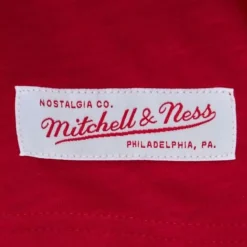 NOSTALGIA CO.
Mitchell & Ness
PHILADELPHIA, PA.